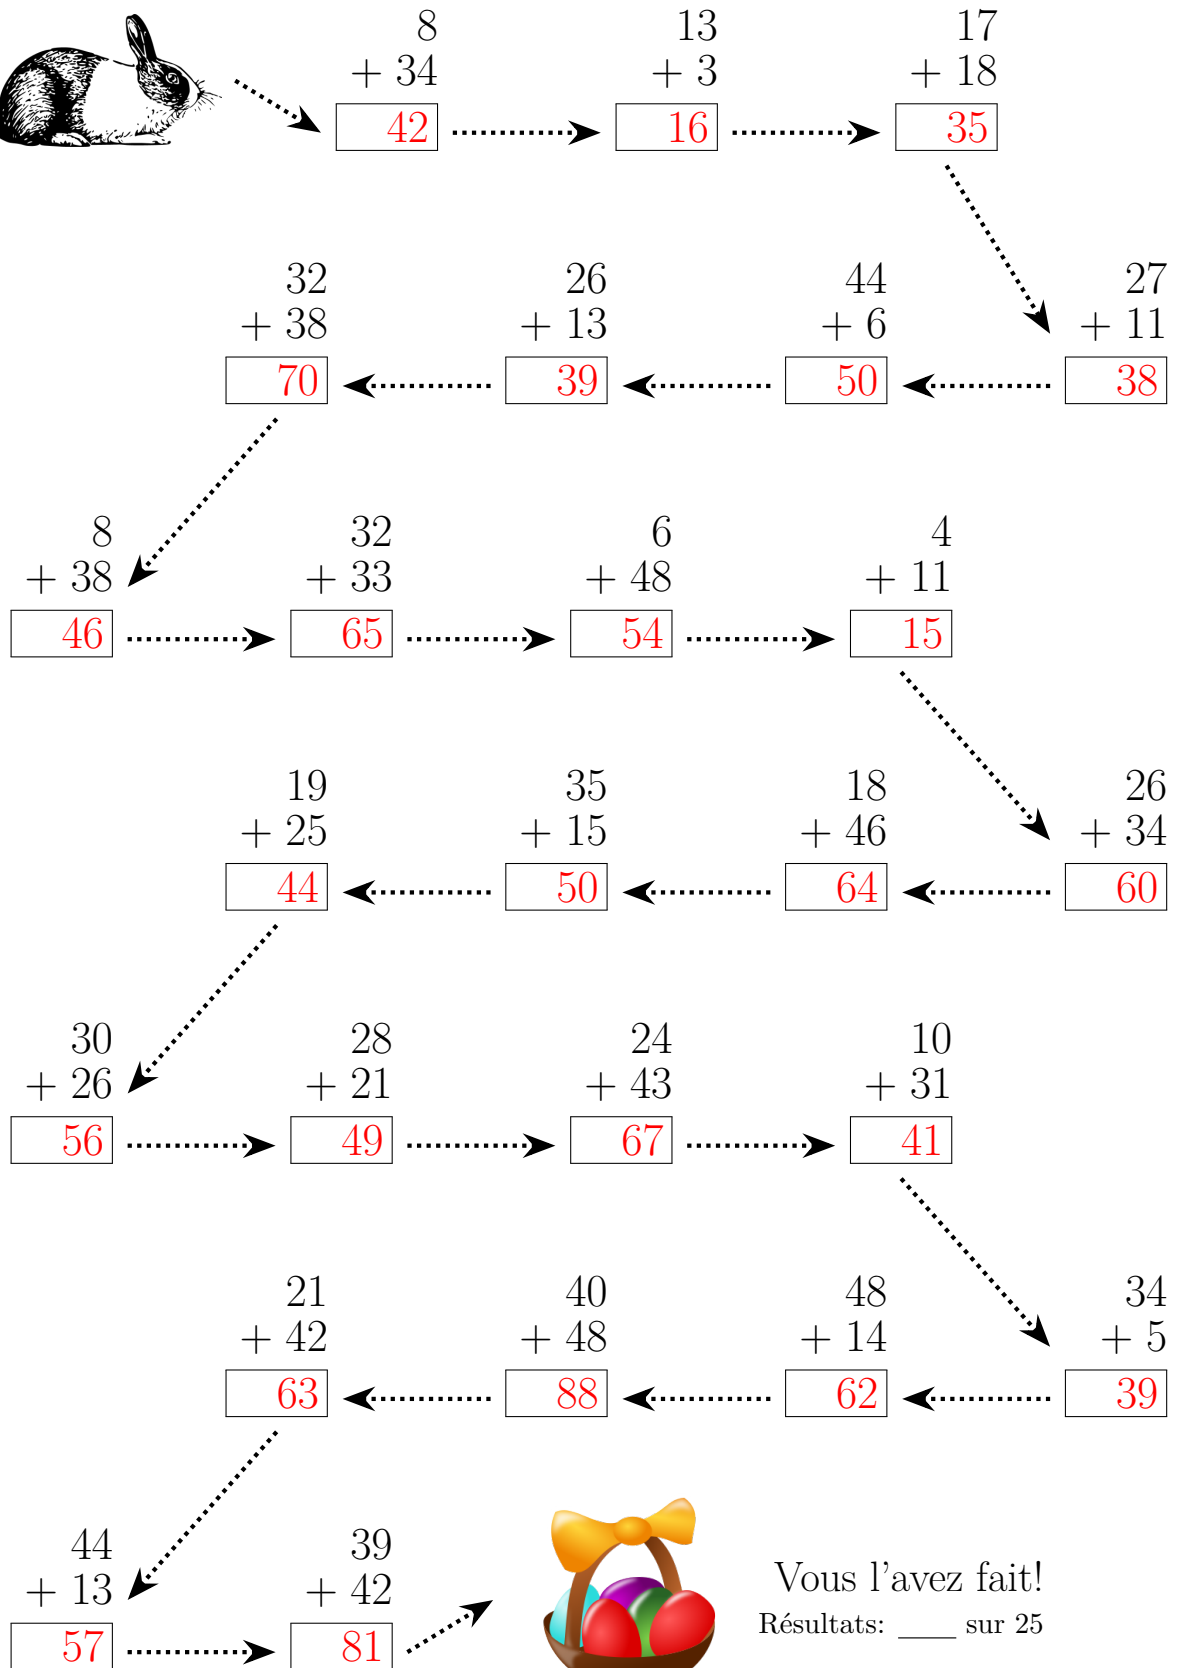 8 13 17
+ 34 + 3 + 18
42 16 35
32 26 44 27
+ 38 + 13 + 6 + 11
70 39 50 38
8 32 6 4
+ 38 + 33 + 48 + 11
46 65 54 15
19 35 18 26
+ 25 + 15 + 46 + 34
44 50 64 60
30 28 24 10
+ 26 + 21 + 43 + 31
56 49 67 41
21 40 48 34
+ 42 + 48 + 14 + 5
63 88 62 39
44 39
+ 13 + 42
57 81
Vous l'avez fait!
Résultats: ____ sur 25